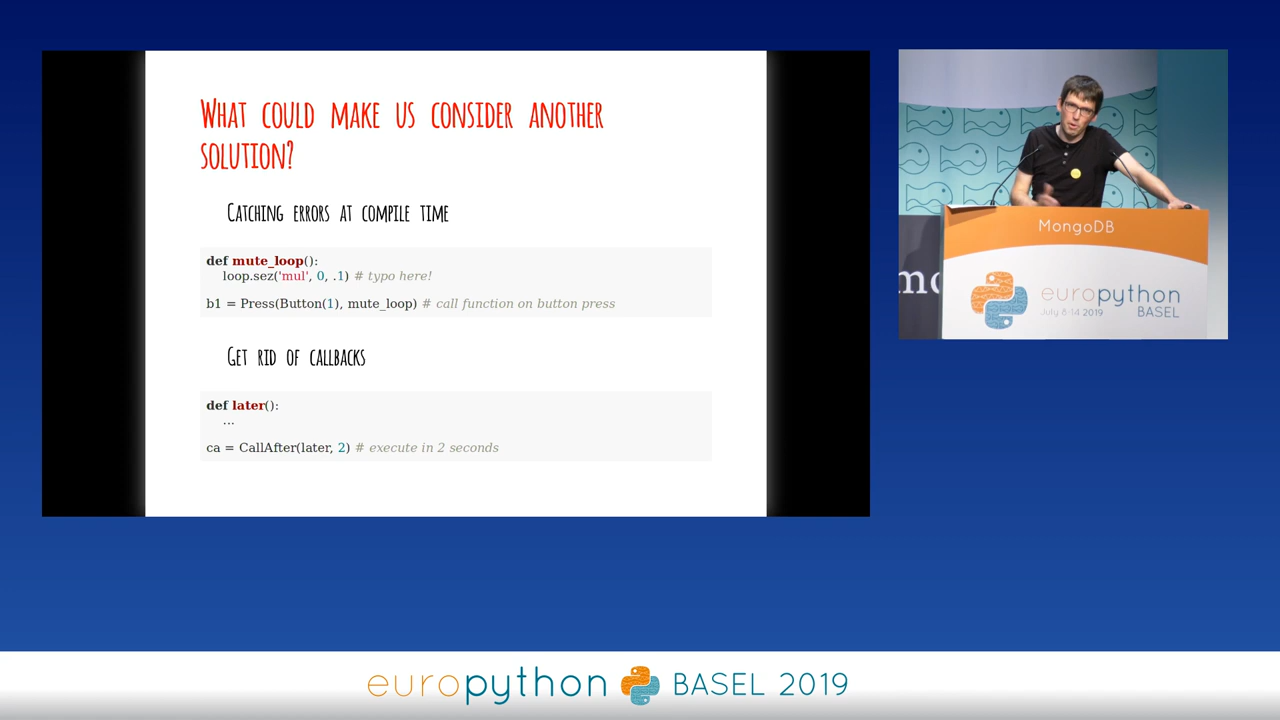 What could make us consider another
solution?
Catching errors at compile time
def mute_loop():
loop.sez('mul', 0, .1) # typo here!
b1 = Press(Button(1), mute_loop) # call function on button press
Get rid of callbacks
def later():
...
ca = CallAfter(later, 2) # execute in 2 seconds
MongoDB
mo
europython
July 8-14 2019 BASEL
europython BASEL 2019